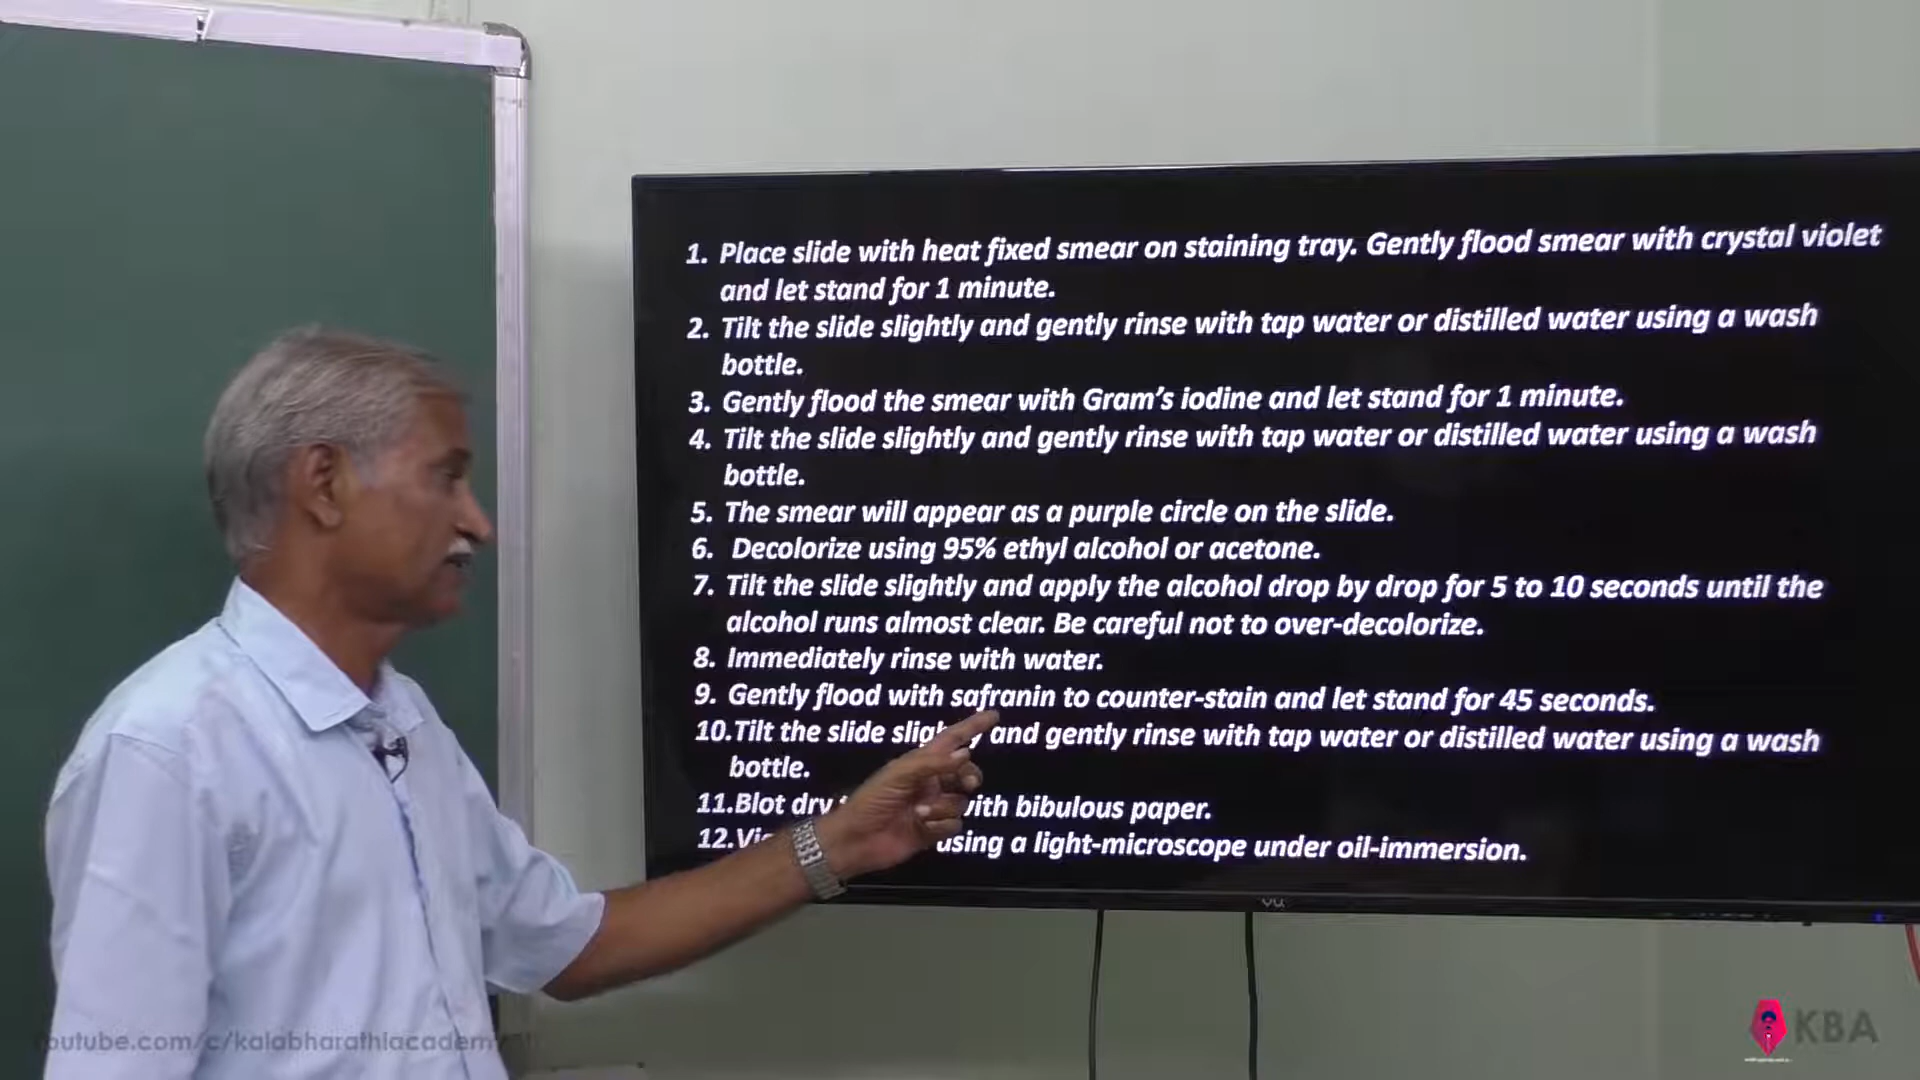 1. Place slide with heat fixed smear on staining tray. Gently flood smear with crystal violet
and let stand for 1 minute.
2. Tilt the slide slightly and gently rinse with tap water or distilled water using a wash
bottle.
3. Gently flood the smear with Gram's iodine and let stand for 1 minute.
4. Tilt the slide slightly and gently rinse with tap water or distilled water using a wash
bottle.
5. The smear will appear as a purple circle on the slide.
6. Decolorize using 95% ethyl alcohol or acetone.
7. Tilt the slide slightly and apply the alcohol drop by drop for 5 to 10 seconds until the
alcohol runs almost clear. Be careful not to over-decolorize.
8. Immediately rinse with water.
9. Gently flood with safranin to counter-stain and let stand for 45 seconds.
10.Tilt the slide and gently rinse with tap water or distilled water using a wash
bottle.
11.Blot dry with bibulous paper.
12. using a light-microscope under oil-immersion.
VU
KBA